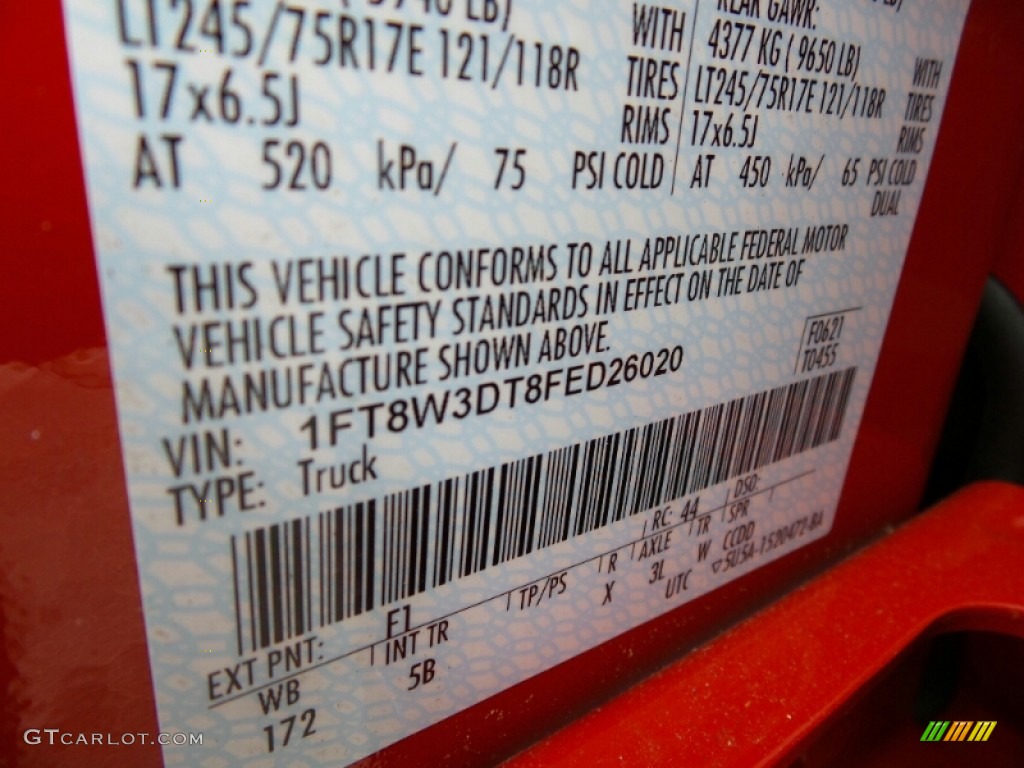 LB) REAR GAWR:
LT245/75R17E 121/118R WITH 4377 KG ( 9650 LB) WITH
17x6.5J TIRES LT245/75R17E 121/118R TIRES
RIMS 17x6.5J RIMS
AT 520 kPa/ 75 PSI COLD AT 450 kPa/ 65 PSI COLD
DUAL
THIS VEHICLE CONFORMS TO ALL APPLICABLE FEDERAL MOTOR
VEHICLE SAFETY STANDARDS IN EFFECT ON THE DATE OF
MANUFACTURE SHOWN ABOVE.
F0621
T0455
VIN: 1FT8W3DT8FED26020
TYPE: Truck
EXT PNT: F1 RC: 44 DSO:
WB INT TR TP/PS R AXLE TR SPR
172 5B X 3L W CCDD
UTC ▽5U5A-1520472-BA
GTCARLOT.COM